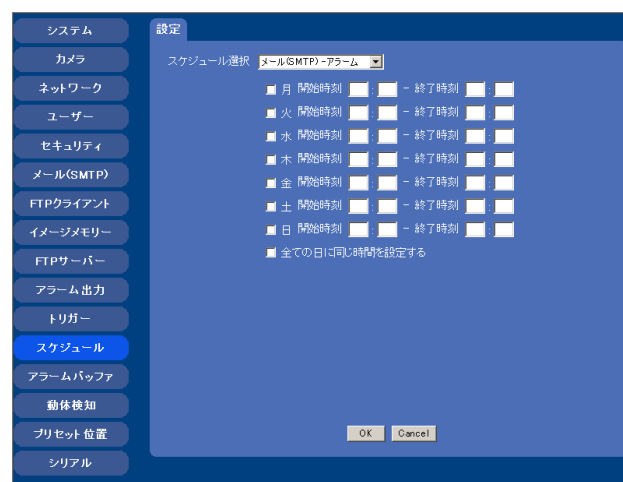 システム
カメラ
ネットワーク
ユーザー
セキュリティ
メール(SMTP)
FTPクライアント
イメージメモリー
FTPサーバー
アラーム出力
トリガー
スケジュール
アラームバッファ
動体検知
プリセット位置
シリアル
設定
スケジュール選択 メール(SMTP)-アラーム
月 開始時刻 : - 終了時刻 :
火 開始時刻 : - 終了時刻 :
水 開始時刻 : - 終了時刻 :
木 開始時刻 : - 終了時刻 :
金 開始時刻 : - 終了時刻 :
土 開始時刻 : - 終了時刻 :
日 開始時刻 : - 終了時刻 :
全ての日に同じ時間を設定する
OK Cancel